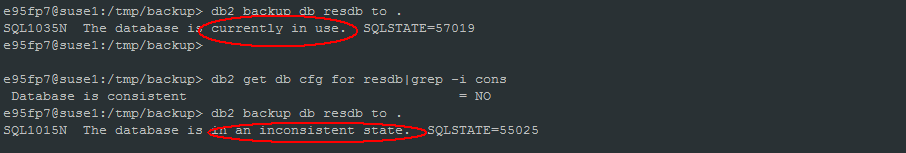 e95fp7@suse1:/tmp/backup> db2 backup db resdb to .
SQL1035N  The database is currently in use.  SQLSTATE=57019
e95fp7@suse1:/tmp/backup>
e95fp7@suse1:/tmp/backup> db2 get db cfg for resdb|grep -i cons
 Database is consistent                                  = NO
e95fp7@suse1:/tmp/backup> db2 backup db resdb to .
SQL1015N  The database is in an inconsistent state.  SQLSTATE=55025